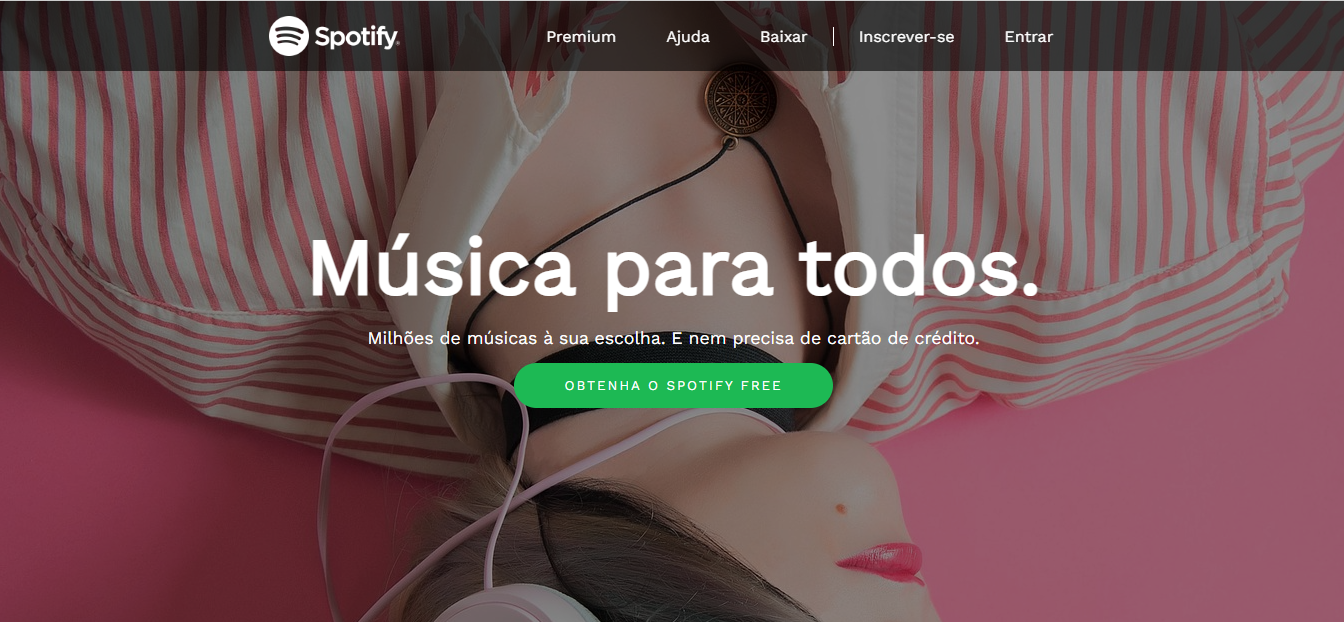 Spotify®
Premium
Ajuda
Baixar
Inscrever-se
Entrar
Música para todos.
Milhões de músicas à sua escolha. E nem precisa de cartão de crédito.
OBTENHA O SPOTIFY FREE